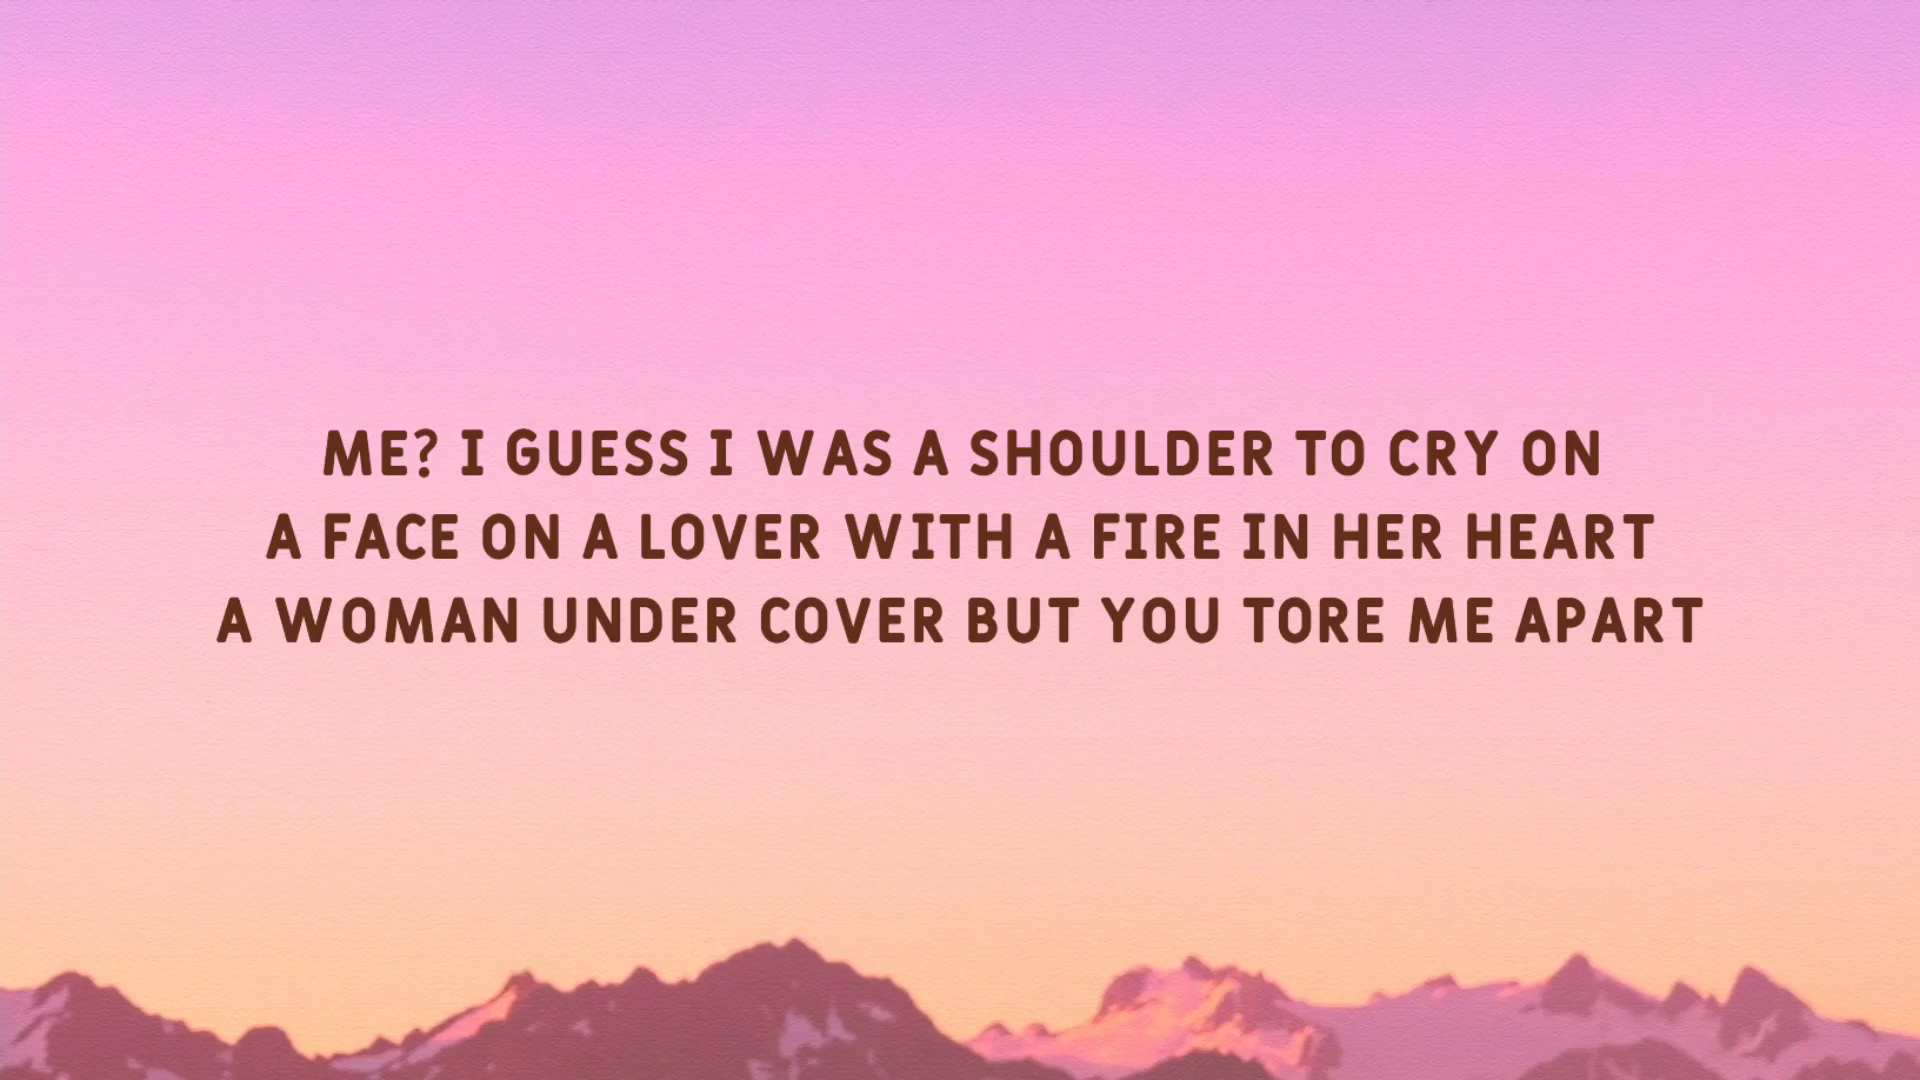 ME? I GUESS I WAS A SHOULDER TO CRY ON
A FACE ON A LOVER WITH A FIRE IN HER HEART
A WOMAN UNDER COVER BUT YOU TORE ME APART